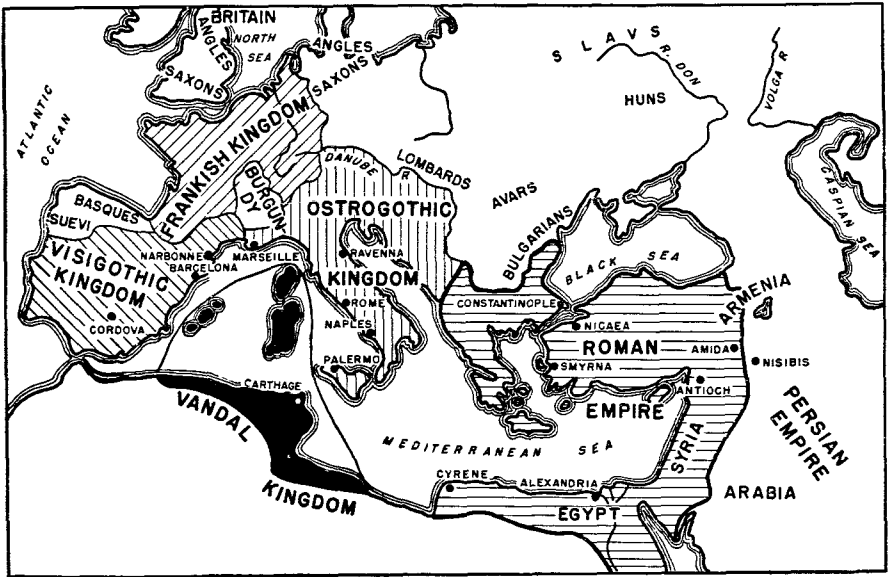 BRITAIN
ANGLES
NORTH
SEA
SAXONS
ANGLES
SAXONS
SLAVS
R. DON
VOLGA R
HUNS
ATLANTIC
OCEAN
FRANKISH KINGDOM
DANUBE
R
LOMBARDS
AVARS
CASPIAN SEA
BASQUES
SUEVI
BURGUN
DY
OSTROGOTHIC
KINGDOM
BULGARIANS
BLACK SEA
NARBONNE
MARSEILLE
RAVENNA
VISIGOTHIC
KINGDOM
BARCELONA
CORDOVA
ROME
NAPLES
PALERMO
CONSTANTINOPLE
NICAEA
ARMENIA
ROMAN
EMPIRE
AMIDA
NISIBIS
SMYRNA
ANTIOCH
CARTHAGE
VANDAL
KINGDOM
MEDITERRANEAN SEA
SYRIA
PERSIAN
EMPIRE
CYRENE
ALEXANDRIA
EGYPT
ARABIA